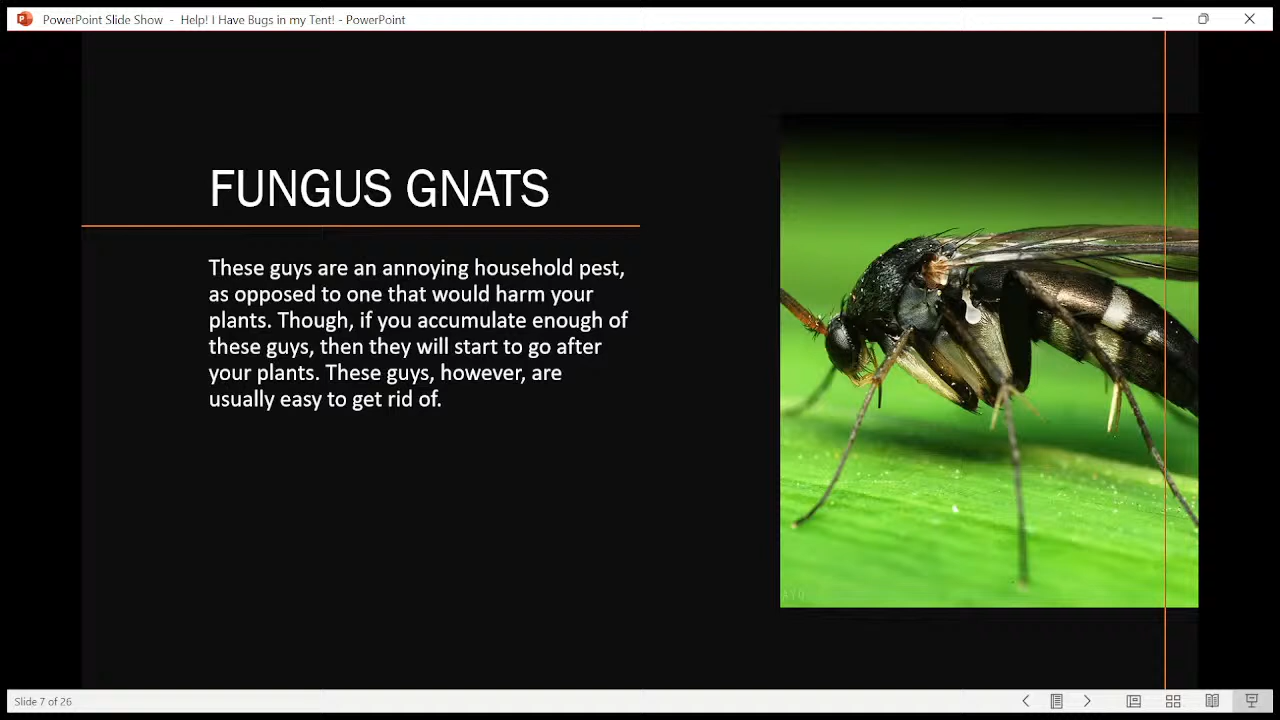 PowerPoint Slide Show - Help! I Have Bugs in my Tent! - PowerPoint
FUNGUS GNATS
These guys are an annoying household pest,
as opposed to one that would harm your
plants. Though, if you accumulate enough of
these guys, then they will start to go after
your plants. These guys, however, are
usually easy to get rid of.
Slide 7 of 26